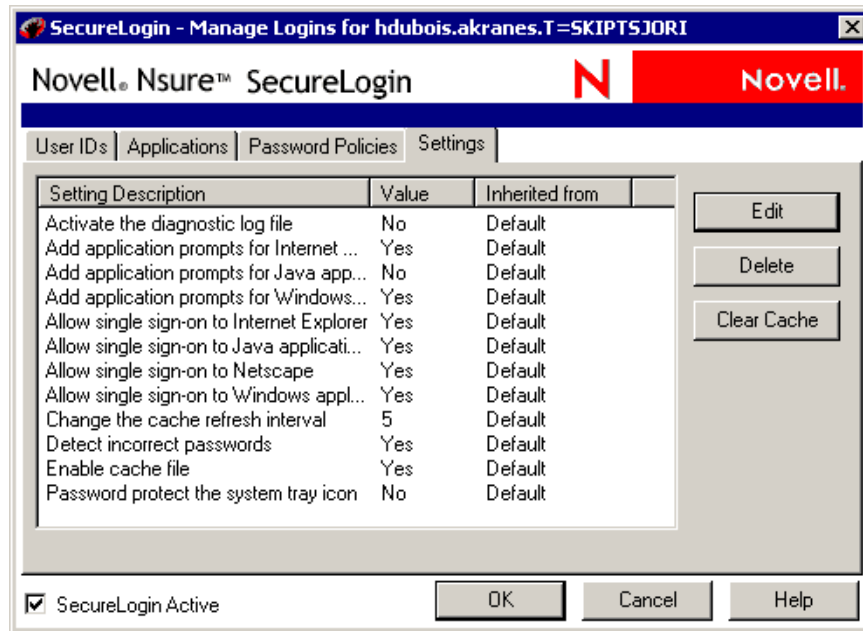 SecureLogin - Manage Logins for hdubois.akranes.T=SKIPTSJORI
Novell® Nsure™ SecureLogin N Novell.
User IDs Applications Password Policies Settings
Setting Description Value Inherited from
Activate the diagnostic log file No Default
Add application prompts for Internet ... Yes Default
Add application prompts for Java app... No Default
Add application prompts for Windows... Yes Default
Allow single sign-on to Internet Explorer Yes Default
Allow single sign-on to Java applicati... Yes Default
Allow single sign-on to Netscape Yes Default
Allow single sign-on to Windows appl... Yes Default
Change the cache refresh interval 5 Default
Detect incorrect passwords Yes Default
Enable cache file Yes Default
Password protect the system tray icon No Default
Edit
Delete
Clear Cache
SecureLogin Active
OK Cancel Help